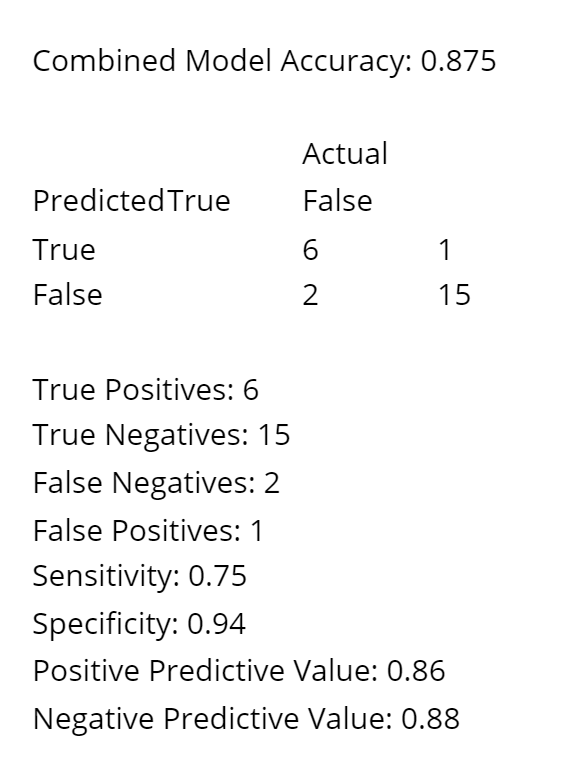 Combined Model Accuracy: 0.875
Actual
PredictedTrue False
True 6 1
False 2 15
True Positives: 6
True Negatives: 15
False Negatives: 2
False Positives: 1
Sensitivity: 0.75
Specificity: 0.94
Positive Predictive Value: 0.86
Negative Predictive Value: 0.88